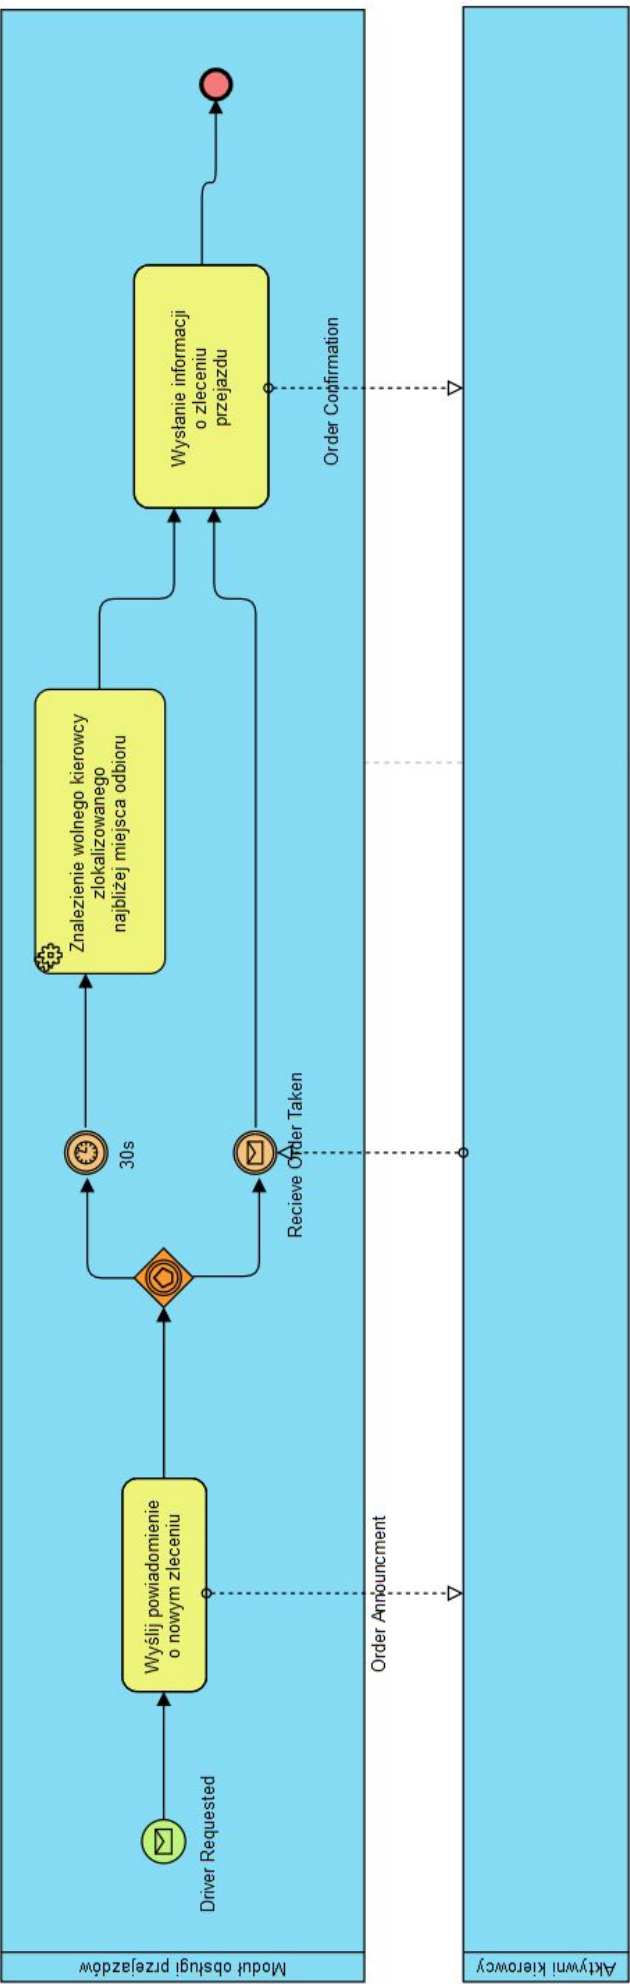 Moduł obsługi przejazdów
Driver Requested
Wyślij powiadomienie
o nowym zleceniu
Order Announcment
30s
Recieve Order Taken
Znalezienie wolnego kierowcy
zlokalizowanego
najbliżej miejsca odbioru
Wysłanie informacji
o zleceniu
przejazdu
Order Confirmation
Aktywni kierowcy